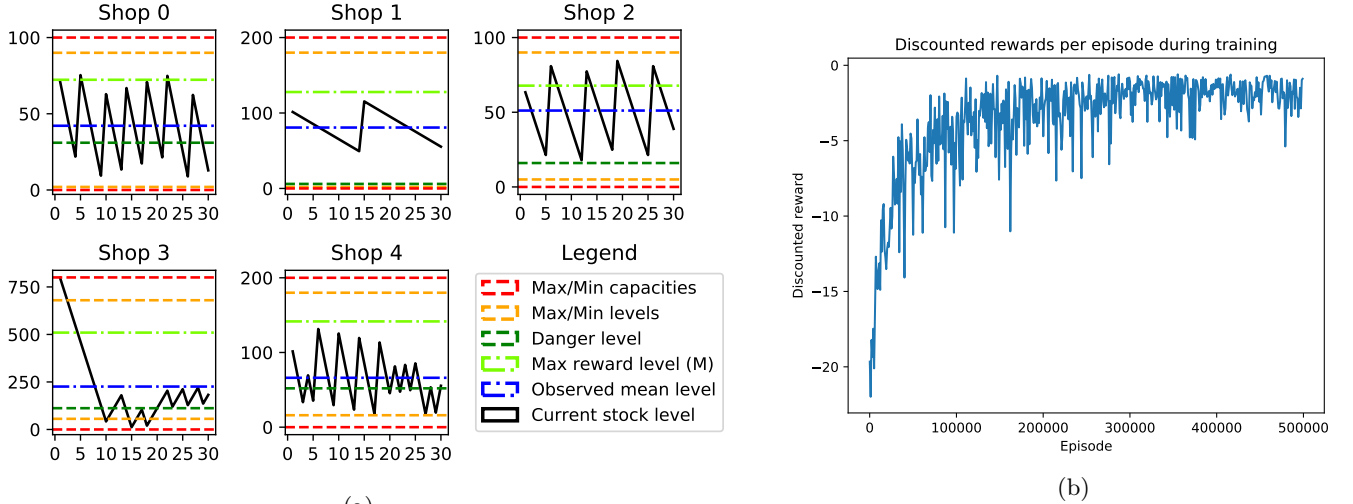 Shop 0
Shop 1
Shop 2
100
50
0
0 5 10 15 20 25 30
200
100
0
0 5 10 15 20 25 30
100
50
0
0 5 10 15 20 25 30
Shop 3
Shop 4
Legend
750
500
250
0
0 5 10 15 20 25 30
200
100
0
0 5 10 15 20 25 30
Max/Min capacities
Max/Min levels
Danger level
Max reward level (M)
Observed mean level
Current stock level
Discounted rewards per episode during training
Discounted reward
0
−5
−10
−15
−20
0 100000 200000 300000 400000 500000
Episode
(b)